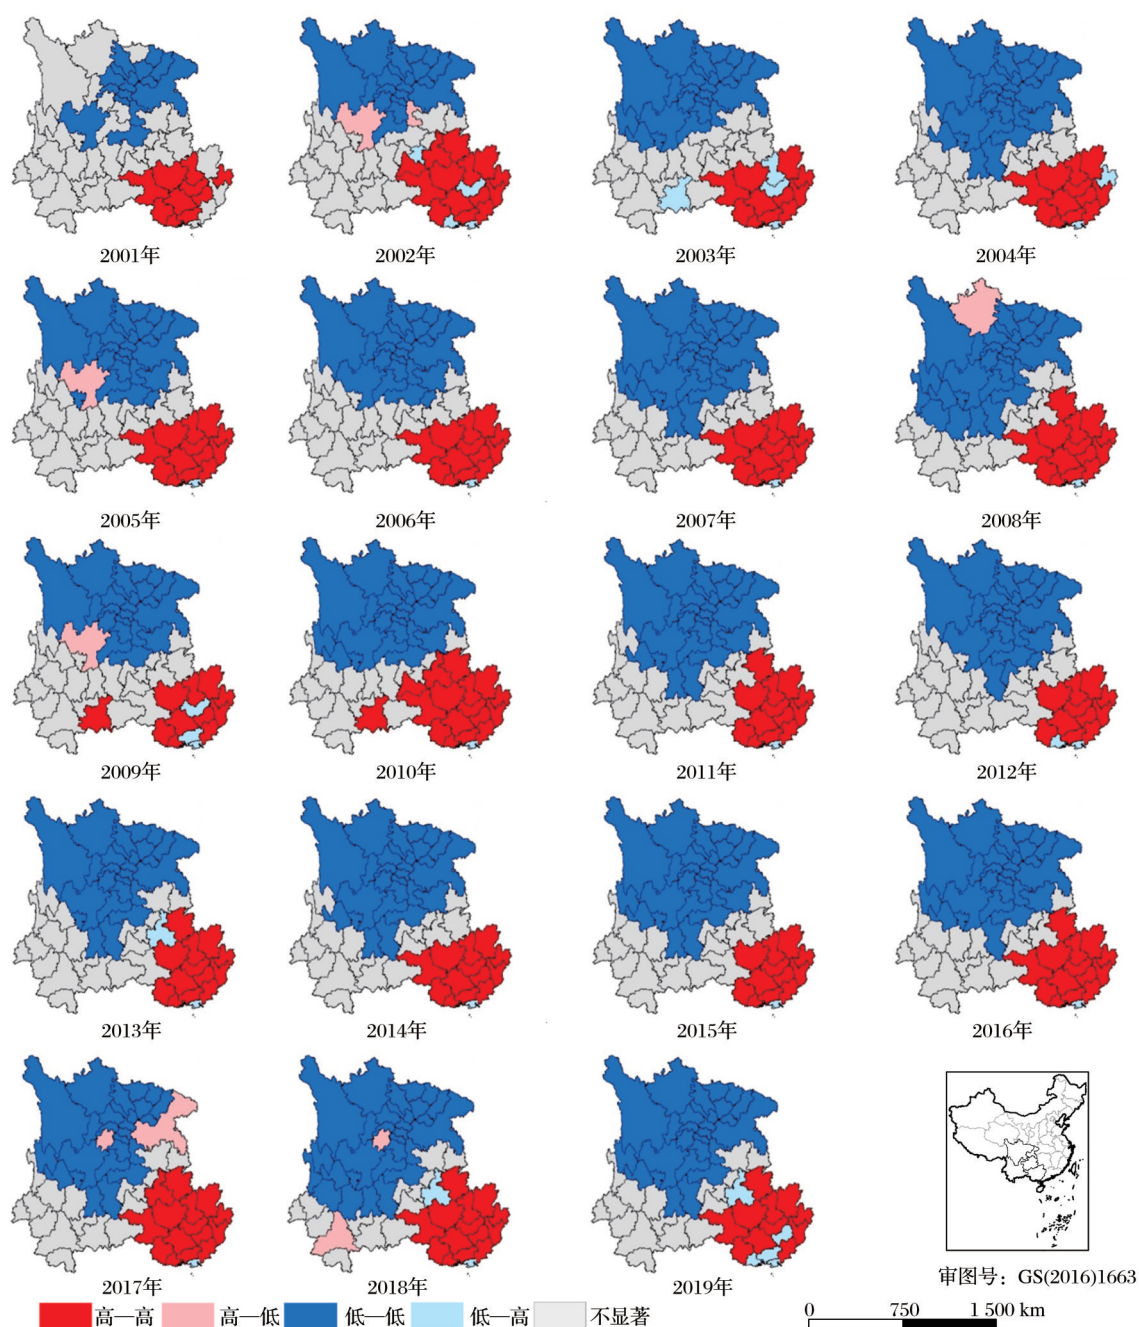 2001年
2002年
2003年
2004年
2005年
2006年
2007年
2008年
2009年
2010年
2011年
2012年
2013年
2014年
2015年
2016年
2017年
2018年
2019年
审图号：GS(2016)1663
高—高 高—低 低—低 低—高 不显著
0 750 1 500 km